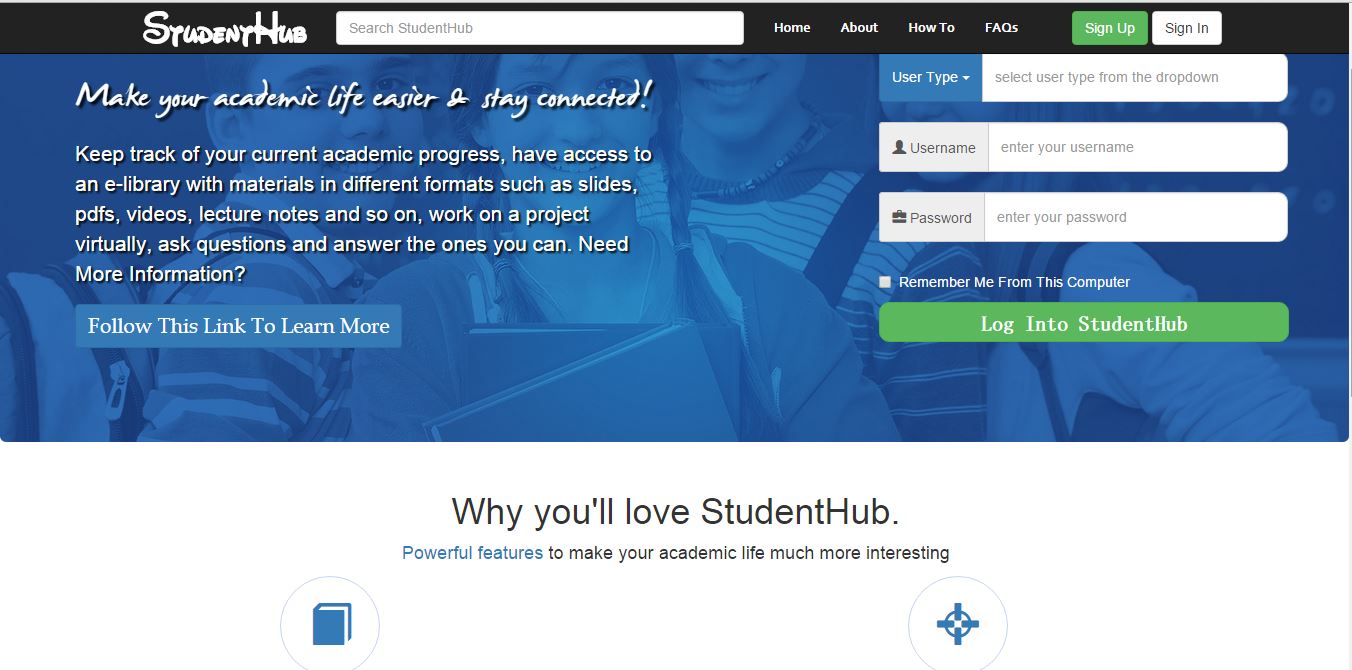 StudentHub
Search StudentHub
Home
About
How To
FAQs
Sign Up
Sign In
Make your academic life easier & stay connected!
Keep track of your current academic progress, have access to
an e-library with materials in different formats such as slides,
pdfs, videos, lecture notes and so on, work on a project
virtually, ask questions and answer the ones you can. Need
More Information?
Follow This Link To Learn More
User Type
select user type from the dropdown
Username
enter your username
Password
enter your password
Remember Me From This Computer
Log Into StudentHub
Why you'll love StudentHub.
Powerful features to make your academic life much more interesting